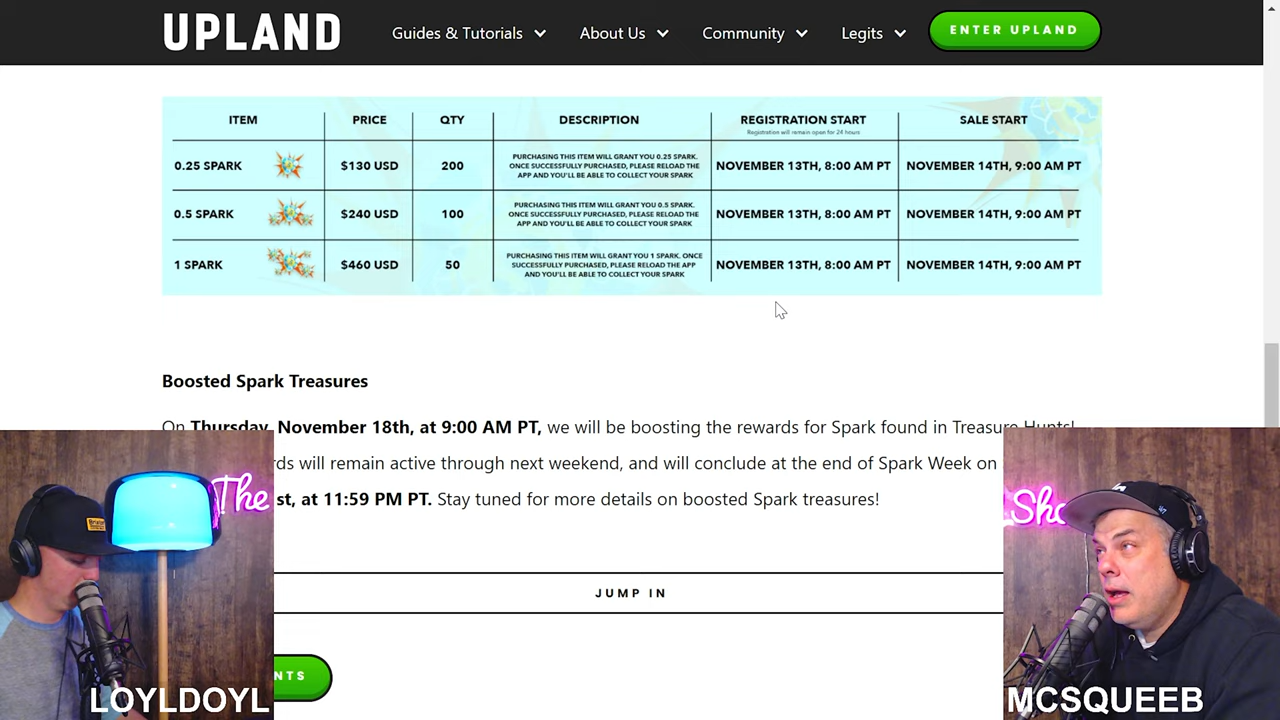 UPLAND
Guides & Tutorials
About Us
Community
Legits
ENTER UPLAND
ITEM PRICE QTY DESCRIPTION REGISTRATION START SALE START
Registration will remain open for 24 hours
0.25 SPARK $130 USD 200 PURCHASING THIS ITEM WILL GRANT YOU 0.25 SPARK. NOVEMBER 13TH, 8:00 AM PT NOVEMBER 14TH, 9:00 AM PT
ONCE SUCCESSFULLY PURCHASED, PLEASE RELOAD THE
APP AND YOU'LL BE ABLE TO COLLECT YOUR SPARK
0.5 SPARK $240 USD 100 PURCHASING THIS ITEM WILL GRANT YOU 0.5 SPARK. NOVEMBER 13TH, 8:00 AM PT NOVEMBER 14TH, 9:00 AM PT
ONCE SUCCESSFULLY PURCHASED, PLEASE RELOAD THE
APP AND YOU'LL BE ABLE TO COLLECT YOUR SPARK
1 SPARK $460 USD 50 PURCHASING THIS ITEM WILL GRANT YOU 1 SPARK. ONCE NOVEMBER 13TH, 8:00 AM PT NOVEMBER 14TH, 9:00 AM PT
SUCCESSFULLY PURCHASED, PLEASE RELOAD THE APP
AND YOU'LL BE ABLE TO COLLECT YOUR SPARK
Boosted Spark Treasures
On Thursday, November 18th, at 9:00 AM PT, we will be boosting the rewards for Spark found in Treasure Hunts!
rds will remain active through next weekend, and will conclude at the end of Spark Week on
st, at 11:59 PM PT. Stay tuned for more details on boosted Spark treasures!
JUMP IN
NTS
The
Sho
LOYLDOYL
MCSQUEEB